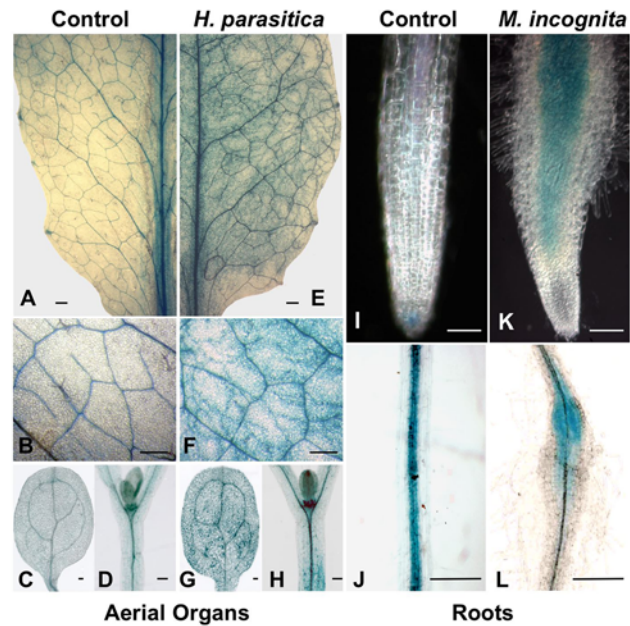 Control H. parasitica Control M. incognita
A E I K
B F
C D G H J L
Aerial Organs Roots